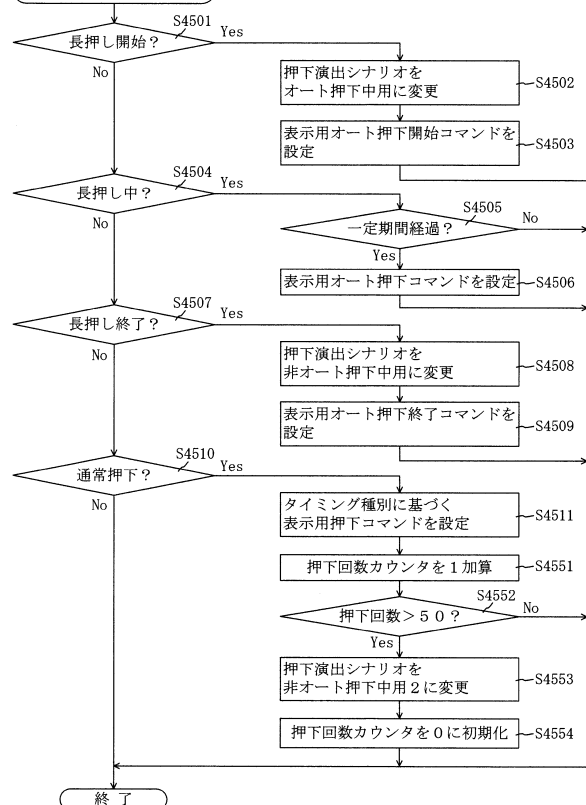 S4501
長押し開始？
Yes
No
押下演出シナリオを
オート押下中用に変更
S4502
表示用オート押下開始コマンドを
設定
S4503
S4504
長押し中？
Yes
No
S4505
一定期間経過？
No
Yes
表示用オート押下コマンドを設定
S4506
S4507
長押し終了？
Yes
No
押下演出シナリオを
非オート押下中用に変更
S4508
表示用オート押下終了コマンドを
設定
S4509
S4510
通常押下？
Yes
No
タイミング種別に基づく
表示用押下コマンドを設定
S4511
押下回数カウンタを１加算
S4551
S4552
押下回数＞５０？
No
Yes
押下演出シナリオを
非オート押下中用２に変更
S4553
押下回数カウンタを０に初期化
S4554
終 了